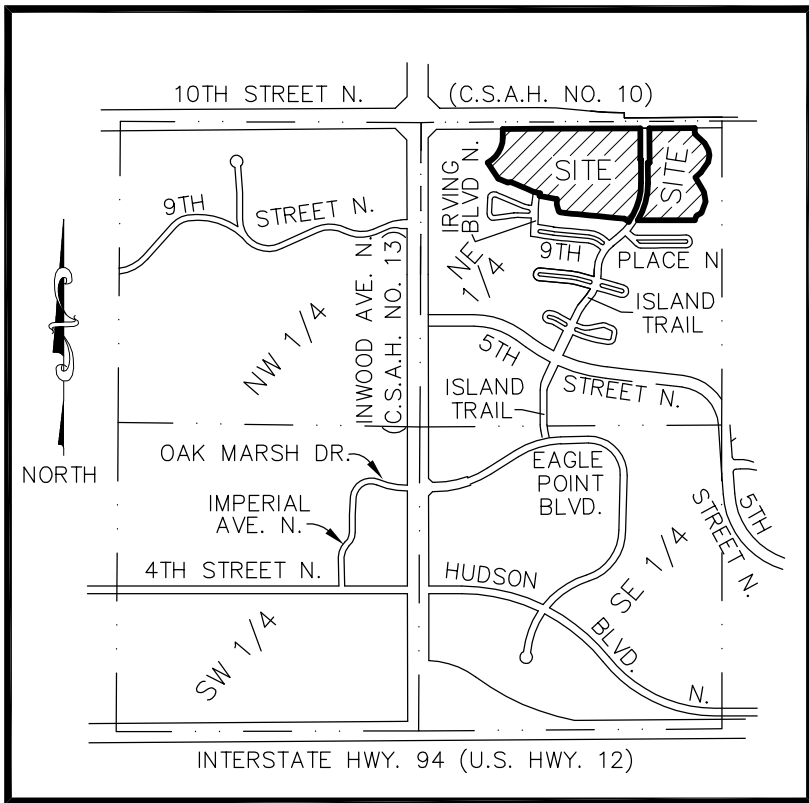 10TH STREET N.
(C.S.A.H. NO. 10)
SITE
SITE
IRVING
BLVD N.
9TH
STREET N.
NE
1/4
9TH
PLACE N
ISLAND
TRAIL
INWOOD AVE. N.
(C.S.A.H. NO. 13)
NW 1/4
5TH
STREET N.
ISLAND
TRAIL
NORTH
OAK MARSH DR.
EAGLE
POINT
BLVD.
IMPERIAL
AVE. N.
5TH
STREET N.
4TH STREET N.
HUDSON
BLVD.
N.
SE 1/4
SW 1/4
INTERSTATE HWY. 94 (U.S. HWY. 12)